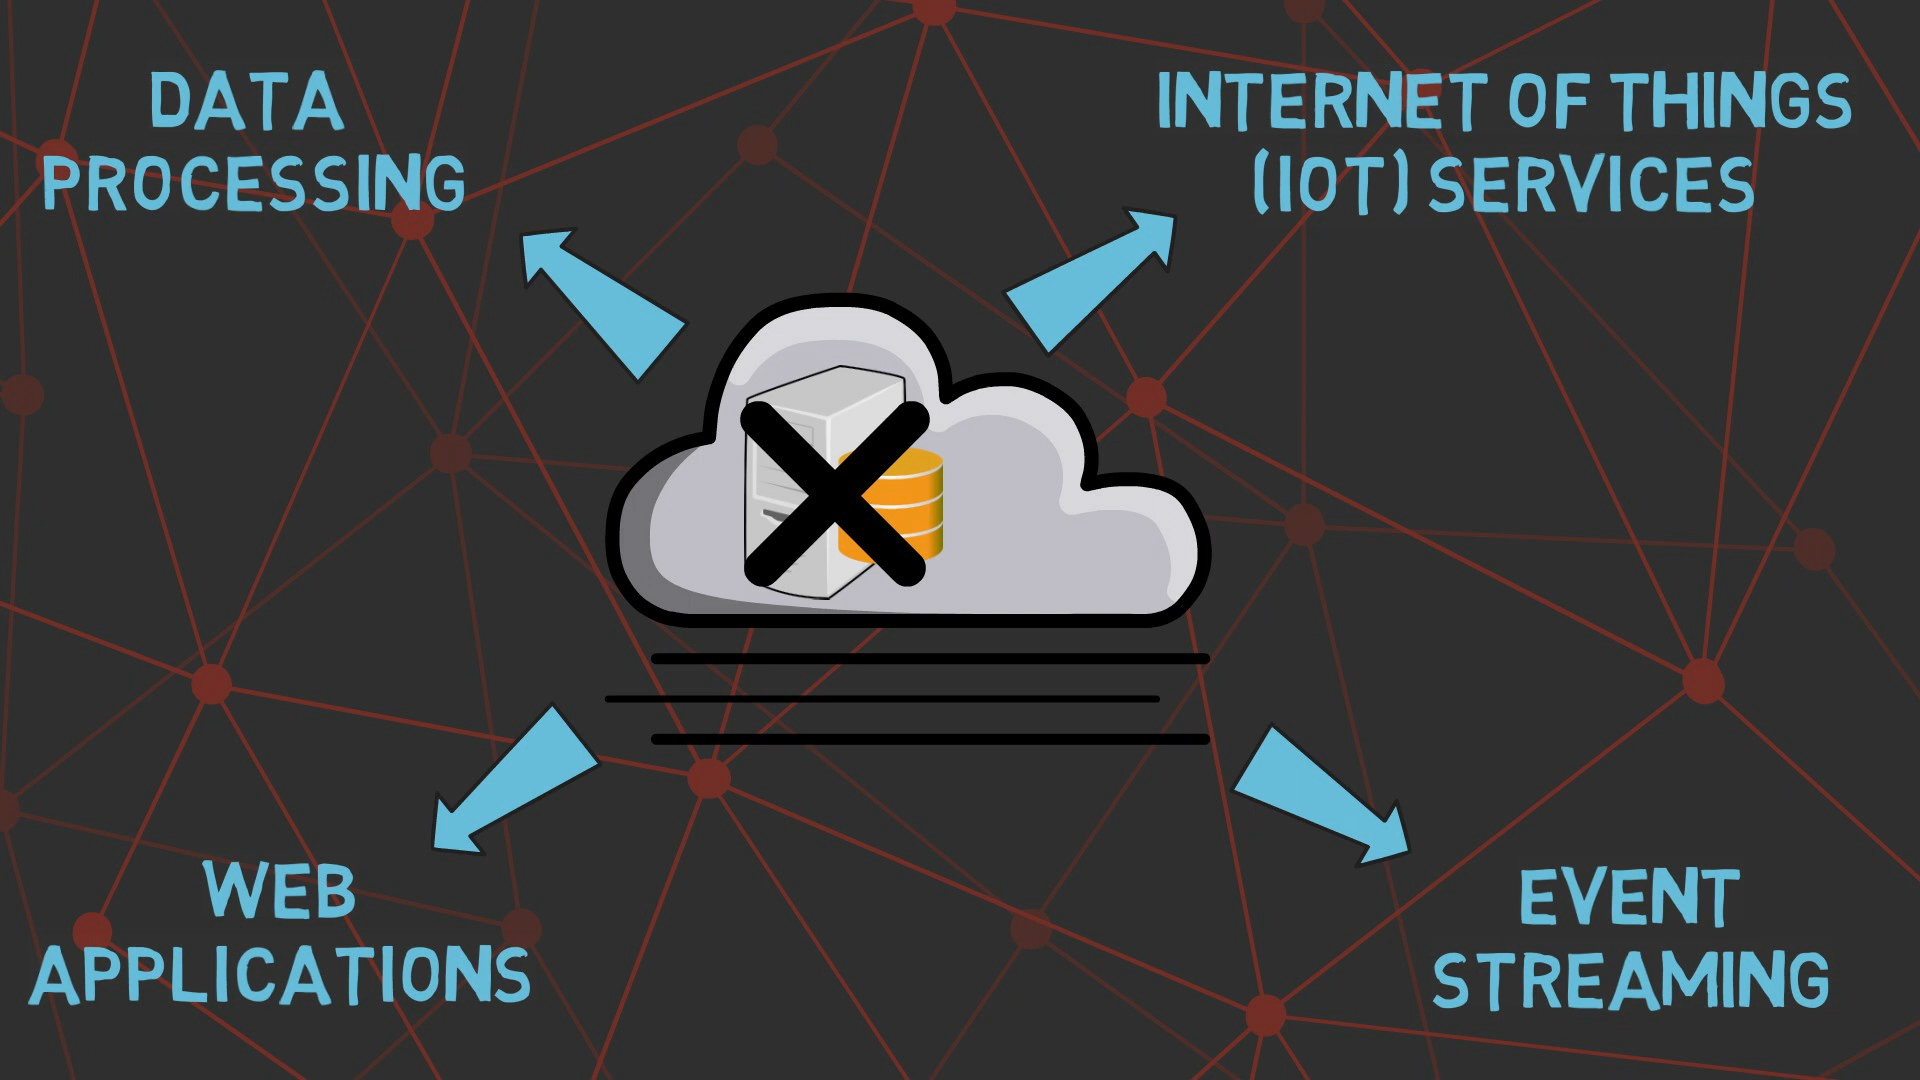 DATA
PROCESSING
INTERNET OF THINGS
(IOT) SERVICES
WEB
APPLICATIONS
EVENT
STREAMING